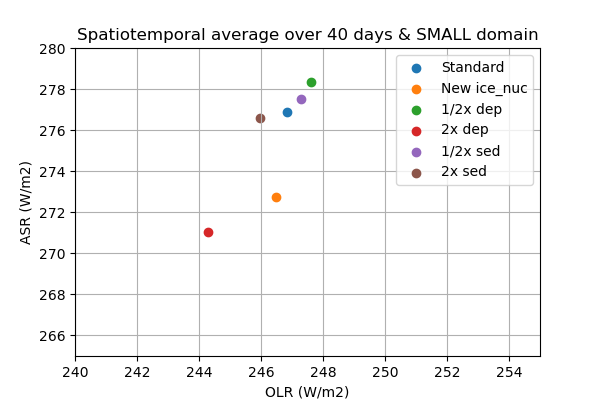 Spatiotemporal average over 40 days & SMALL domain
280
278
276
274
272
270
268
266
ASR (W/m2)
Standard
New ice_nuc
1/2x dep
2x dep
1/2x sed
2x sed
240 242 244 246 248 250 252 254
OLR (W/m2)